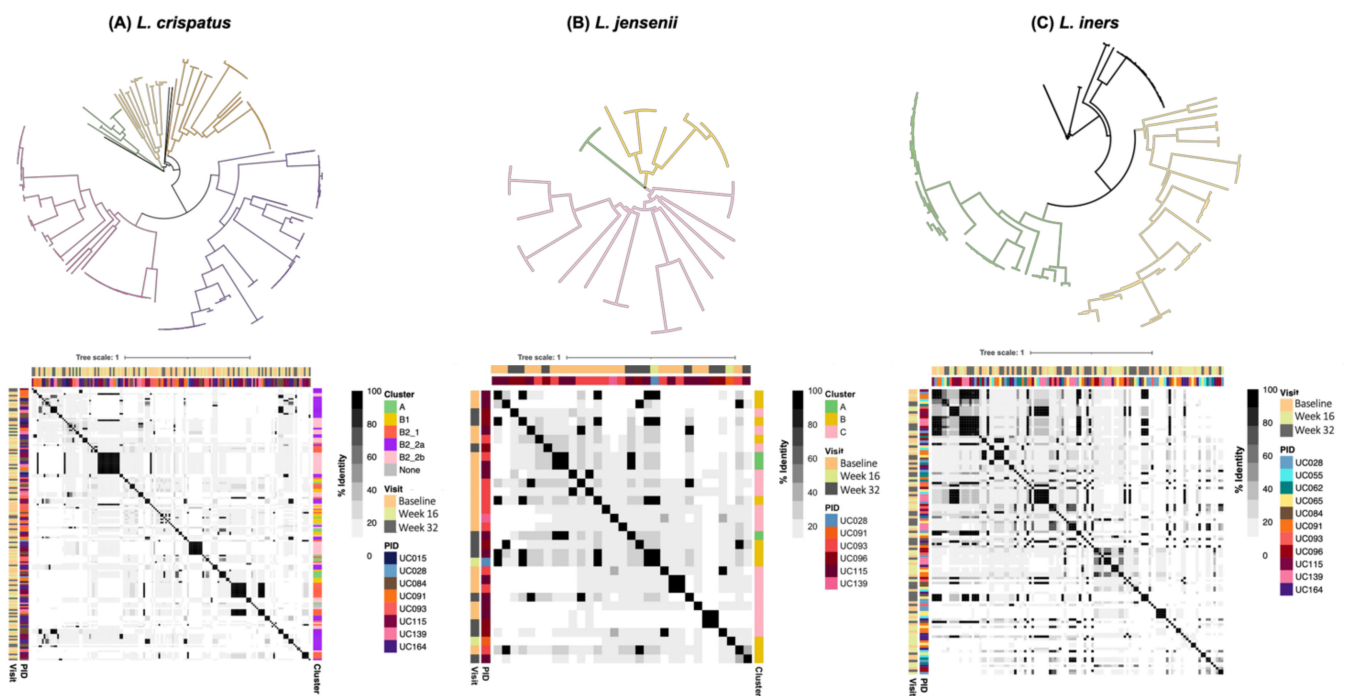 (A) L. crispatus
(B) L. jensenii
(C) L. iners
Tree scale: 1
100
80
60
40
20
0
% Identity
Cluster
A
B1
B2_1
B2_2a
B2_2b
None
Visit
Baseline
Week 16
Week 32
PID
UC015
UC028
UC084
UC091
UC093
UC115
UC139
UC164
Visit
PID
Cluster
Tree scale: 1
100
80
60
40
20
% Identity
Cluster
A
B
C
Visit
Baseline
Week 16
Week 32
PID
UC028
UC091
UC093
UC096
UC115
UC139
Visit
PID
Cluster
Tree scale: 1
100
80
60
40
20
0
% Identity
Visit
Baseline
Week 16
Week 32
PID
UC028
UC055
UC062
UC065
UC084
UC091
UC093
UC096
UC115
UC139
UC164
Visit
PID